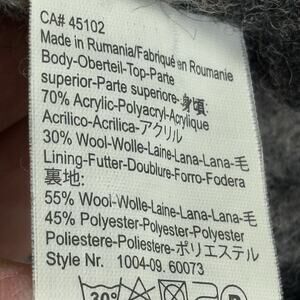 CA# 45102
Made in Rumania/Fabriqué en Roumanie
Body-Oberteil-Top-Parte
superior-Parte superiore-身頃:
70% Acrylic-Polyacryl-Acrylique
Acrilico-Acrilica-アクリル
30% Wool-Wolle-Laine-Lana-Lana-毛
Lining-Futter-Doublure-Forro-Fodera
裏地:
55% Wool-Wolle-Laine-Lana-Lana-毛
45% Polyester-Polyester-Polyester
Poliestere-Poliestere-ポリエステル
Style Nr. 1004-09. 60073
30°